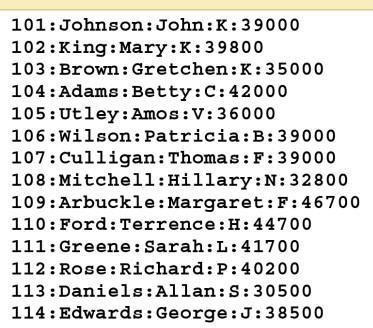 101:Johnson:John:K:39000
102:King:Mary:K:39800
103:Brown:Gretchen:K:35000
104:Adams:Betty:C:42000
105:Utley:Amos:V:36000
106:Wilson:Patricia:B:39000
107:Culligan:Thomas:F:39000
108:Mitchell:Hillary:N:32800
109:Arbuckle:Margaret:F:46700
110:Ford:Terrence:H:44700
111:Greene:Sarah:L:41700
112:Rose:Richard:P:40200
113:Daniels:Allan:S:30500
114:Edwards:George:J:38500